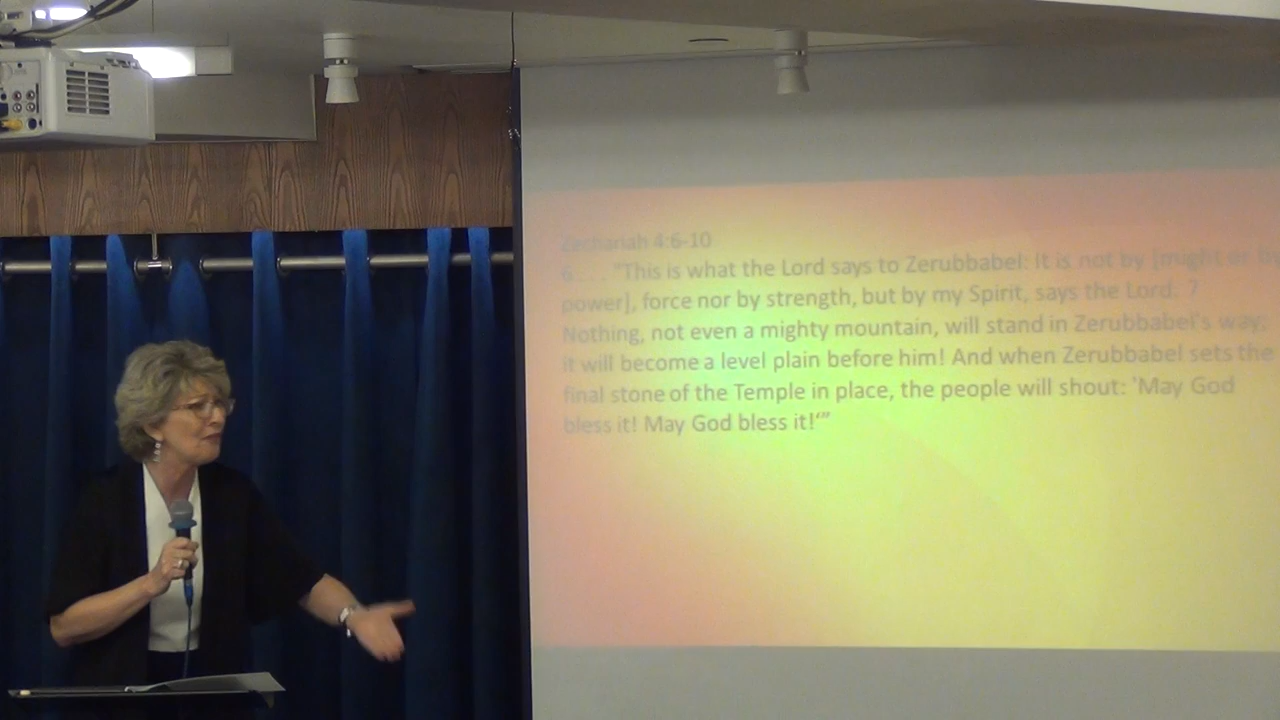 Zechariah 4:6-10
6. . . . "This is what the Lord says to Zerubbabel: It is not by [might or by
power], force nor by strength, but by my Spirit, says the Lord. 7
Nothing, not even a mighty mountain, will stand in Zerubbabel's way;
it will become a level plain before him! And when Zerubbabel sets the
final stone of the Temple in place, the people will shout: 'May God
bless it! May God bless it!'"